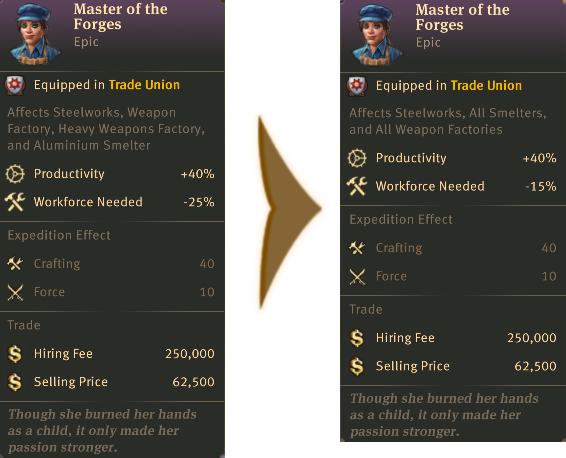 Master of the
Forges
Epic
Equipped in Trade Union
Affects Steelworks, Weapon
Factory, Heavy Weapons Factory,
and Aluminium Smelter
Productivity +40%
Workforce Needed -25%
Expedition Effect
Crafting 40
Force 10
Trade
Hiring Fee 250,000
Selling Price 62,500
Though she burned her hands
as a child, it only made her
passion stronger.
Master of the
Forges
Epic
Equipped in Trade Union
Affects Steelworks, All Smelters,
and All Weapon Factories
Productivity +40%
Workforce Needed -15%
Expedition Effect
Crafting 40
Force 10
Trade
Hiring Fee 250,000
Selling Price 62,500
Though she burned her hands
as a child, it only made her
passion stronger.